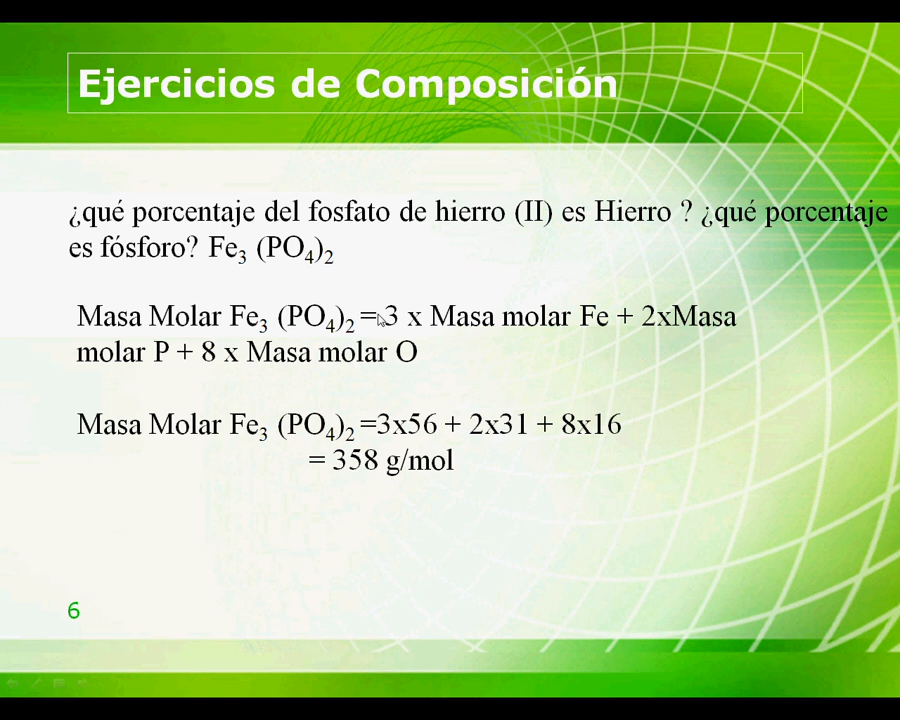 Ejercicios de Composición
¿qué porcentaje del fosfato de hierro (II) es Hierro ? ¿qué porcentaje
es fósforo? Fe₃ (PO₄)₂
Masa Molar Fe₃ (PO₄)₂ = 3 x Masa molar Fe + 2xMasa
molar P + 8 x Masa molar O
Masa Molar Fe₃ (PO₄)₂ =3x56 + 2x31 + 8x16
= 358 g/mol
6